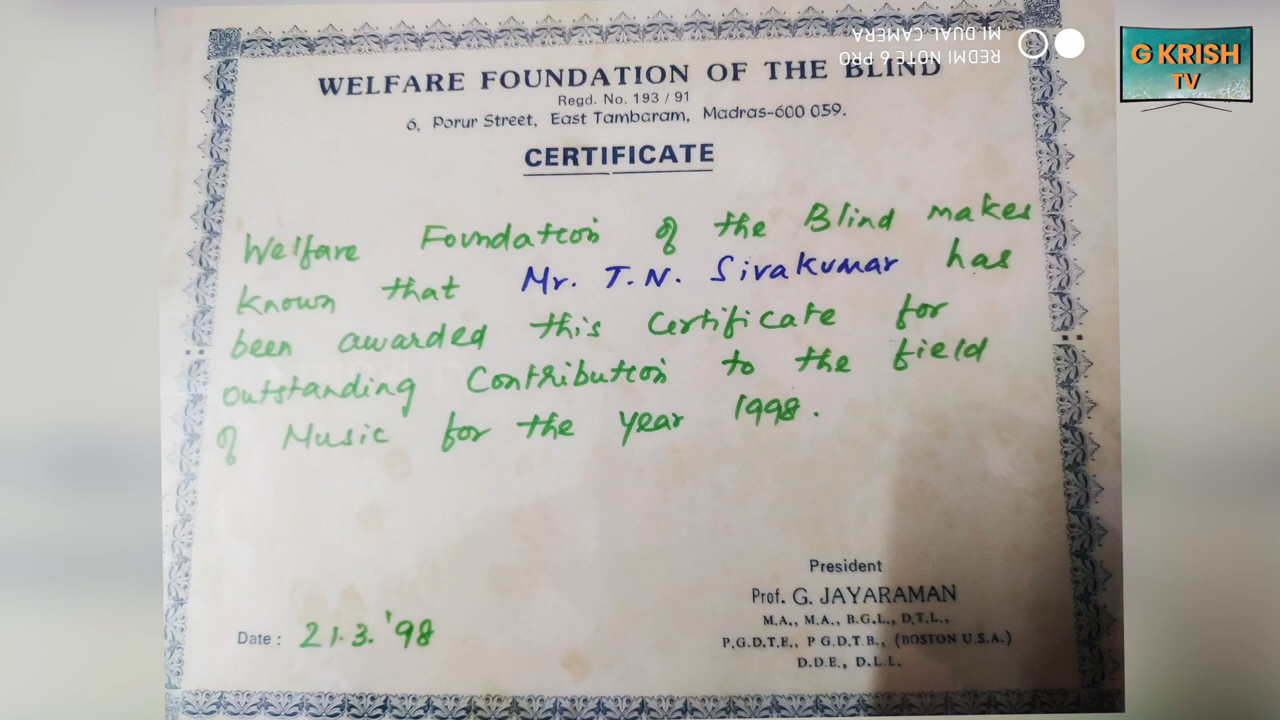 WELFARE FOUNDATION OF THE BLIND
Regd. No. 193 / 91
6, Porur Street, East Tambaram, Madras-600 059.
CERTIFICATE
Welfare Foundation of the Blind makes
known that Mr. T.N. Sivakumar has
been awarded this Certificate for
outstanding Contribution to the field
of Music for the year 1998.
President
Prof. G. JAYARAMAN
M.A., M.A., B.G.L., D.T.L.,
P.G.D.T.E., P G.D.T.B., (BOSTON U.S.A.)
D.D.E., D.L.L.
Date : 21.3.'98
REDMI NOTE 6 PRO
MI DUAL CAMERA
G KRISH
TV